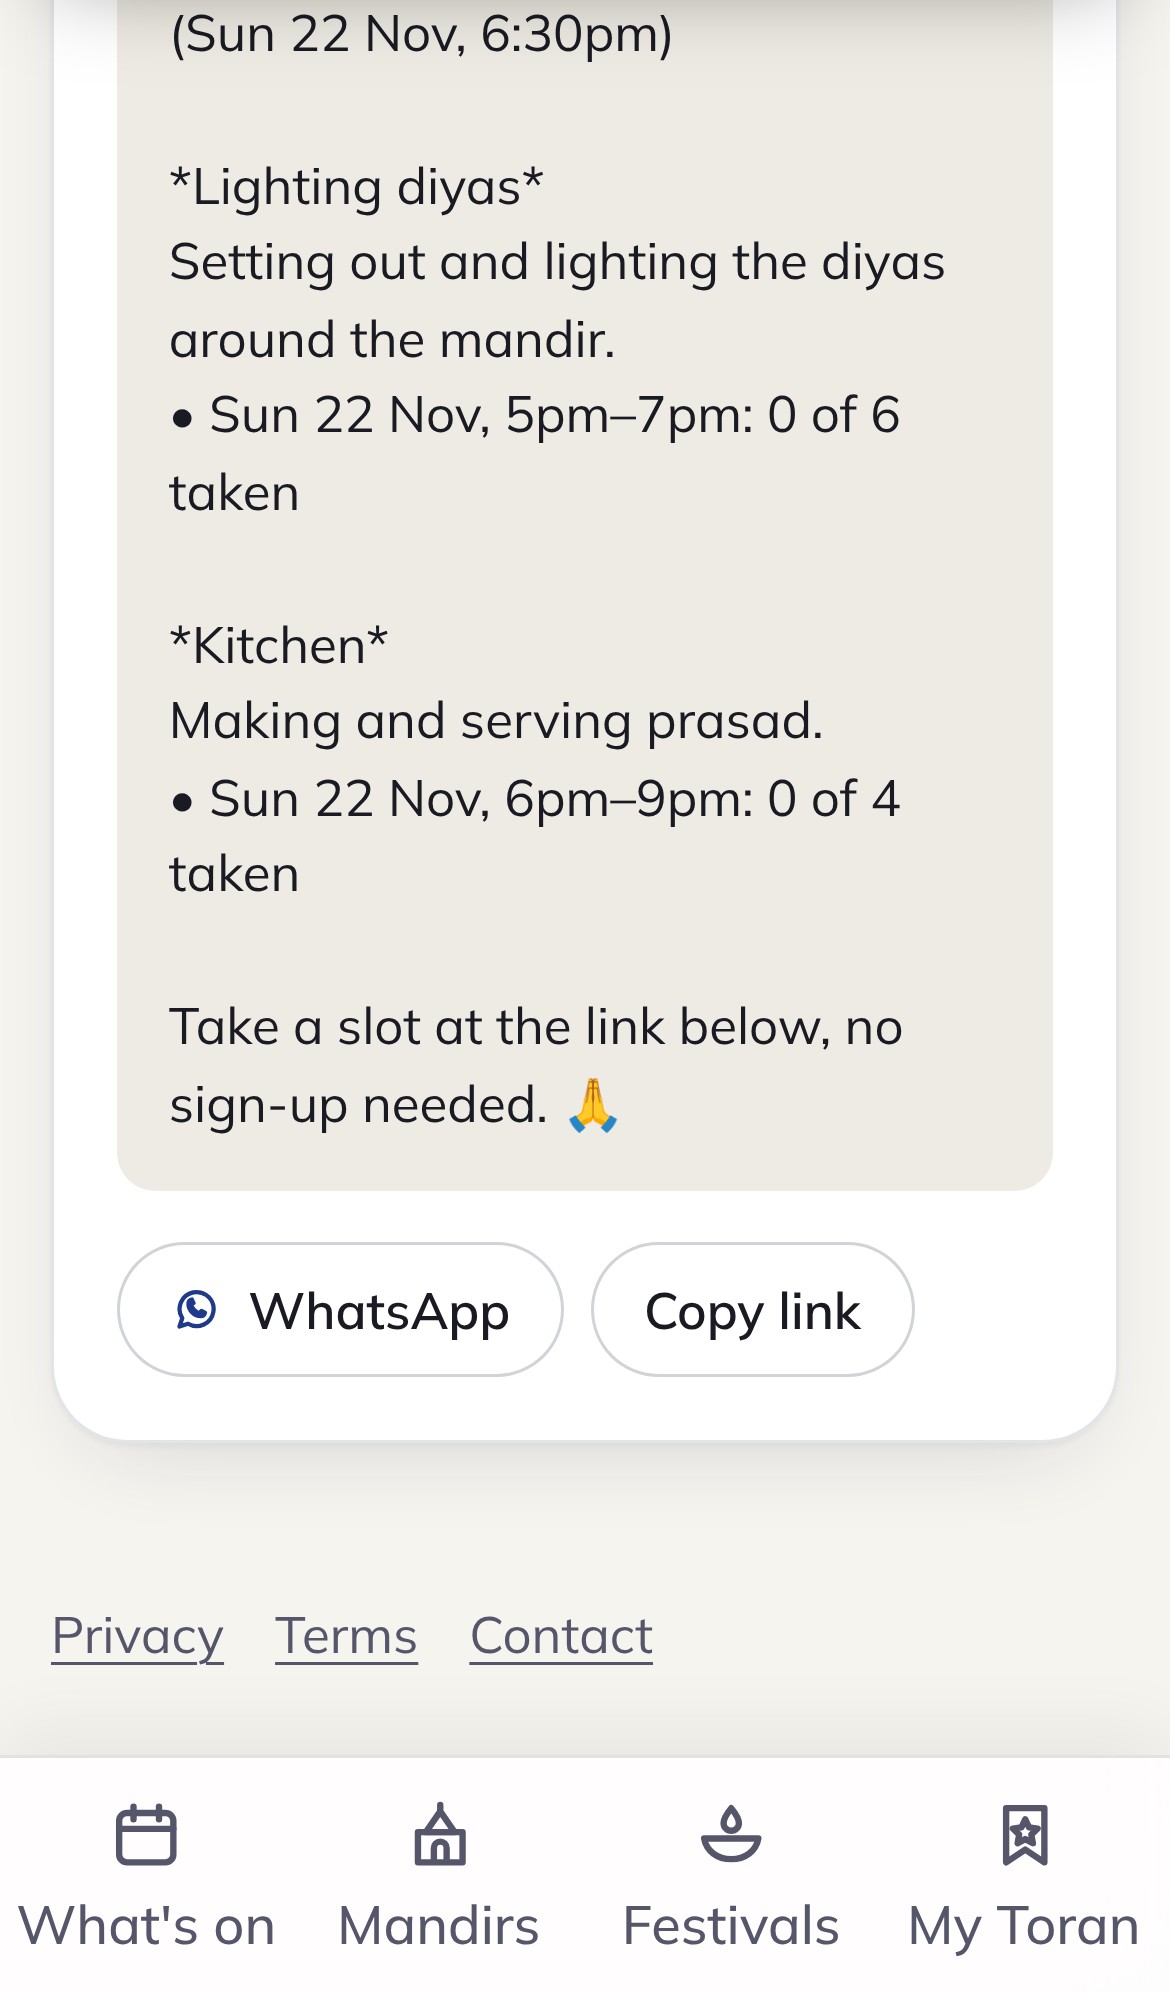 (Sun 22 Nov, 6:30pm)
*Lighting diyas*
Setting out and lighting the diyas
around the mandir.
• Sun 22 Nov, 5pm–7pm: 0 of 6
taken
*Kitchen*
Making and serving prasad.
• Sun 22 Nov, 6pm–9pm: 0 of 4
taken
Take a slot at the link below, no
sign-up needed. 🙏
WhatsApp
Copy link
Privacy Terms Contact
What's on
Mandirs
Festivals
My Toran